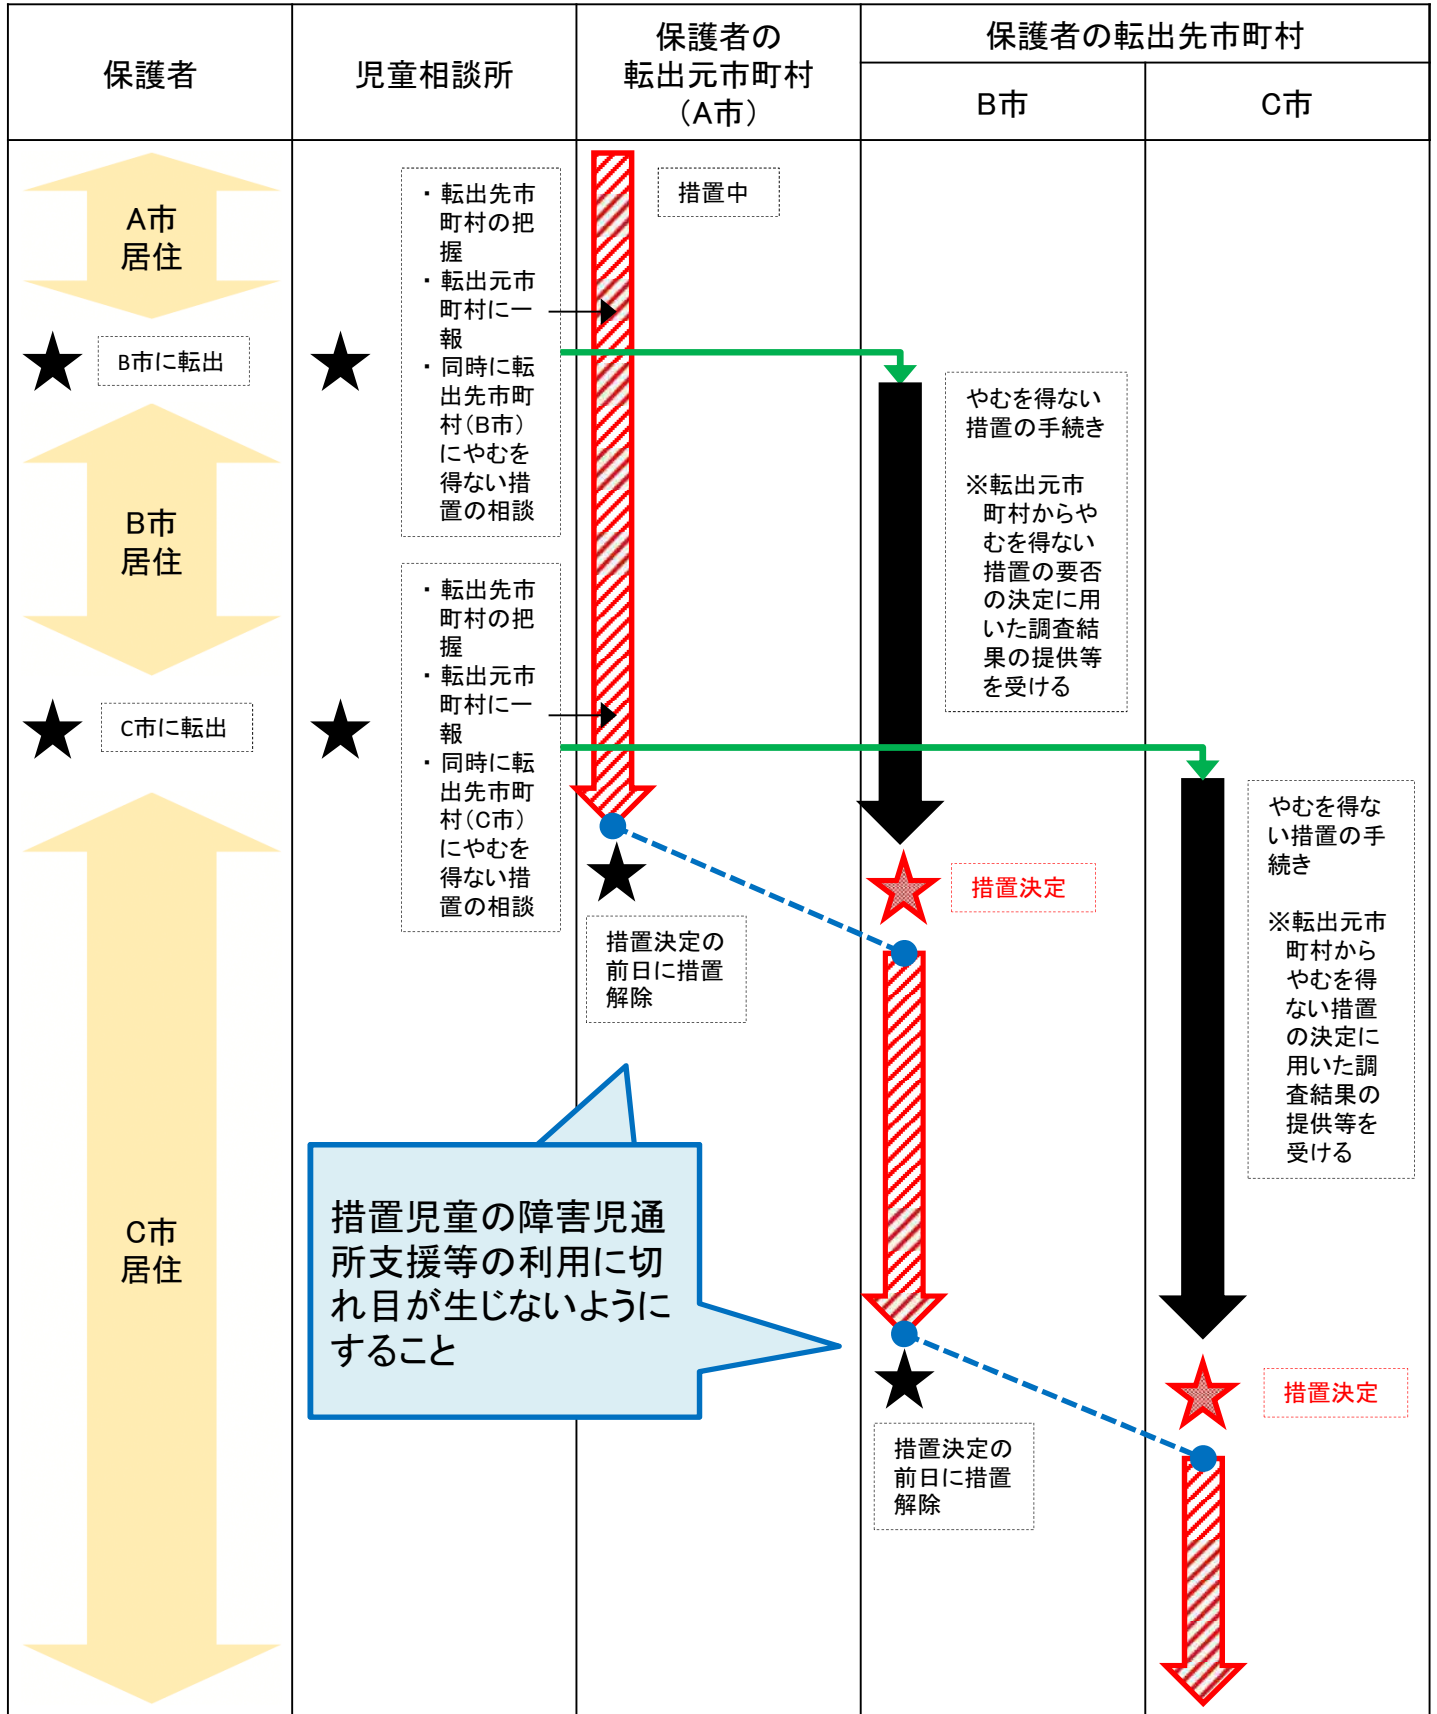 保護者
児童相談所
保護者の
転出元市町村
（A市）
保護者の転出先市町村
B市
C市
A市
居住
B市に転出
B市
居住
C市に転出
C市
居住
・転出先市
町村の把
握
・転出元市
町村に一
報
・同時に転
出先市町
村（B市）
にやむを
得ない措
置の相談
・転出先市
町村の把
握
・転出元市
町村に一
報
・同時に転
出先市町
村（C市）
にやむを
得ない措
置の相談
措置中
措置決定の
前日に措置
解除
措置児童の障害児通
所支援等の利用に切
れ目が生じないように
すること
やむを得ない
措置の手続き
※転出元市
町村からや
むを得ない
措置の要否
の決定に用
いた調査結
果の提供等
を受ける
措置決定
措置決定の
前日に措置
解除
やむを得な
い措置の手
続き
※転出元市
町村から
やむを得
ない措置
の決定に
用いた調
査結果の
提供等を
受ける
措置決定